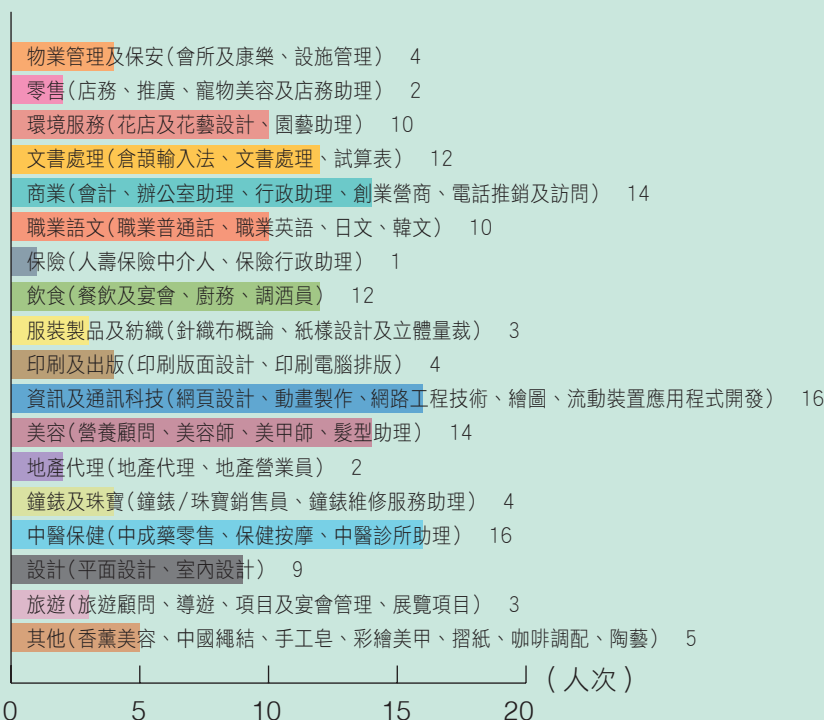 物業管理及保安(會所及康樂、設施管理) 4
零售(店務、推廣、寵物美容及店務助理) 2
環境服務(花店及花藝設計、園藝助理) 10
文書處理(倉頡輸入法、文書處理、試算表) 12
商業(會計、辦公室助理、行政助理、創業營商、電話推銷及訪問) 14
職業語文(職業普通話、職業英語、日文、韓文) 10
保險(人壽保險中介人、保險行政助理) 1
飲食(餐飲及宴會、廚務、調酒員) 12
服裝製品及紡織(針織布概論、紙樣設計及立體量裁) 3
印刷及出版(印刷版面設計、印刷電腦排版) 4
資訊及通訊科技(網頁設計、動畫製作、網路工程技術、繪圖、流動裝置應用程式開發) 16
美容(營養顧問、美容師、美甲師、髮型助理) 14
地產代理(地產代理、地產營業員) 2
鐘錶及珠寶(鐘錶/珠寶銷售員、鐘錶維修服務助理) 4
中醫保健(中成藥零售、保健按摩、中醫診所助理) 16
設計(平面設計、室內設計) 9
旅遊(旅遊顧問、導遊、項目及宴會管理、展覽項目) 3
其他(香薰美容、中國繩結、手工皂、彩繪美甲、摺紙、咖啡調配、陶藝) 5
(人次)
0 5 10 15 20